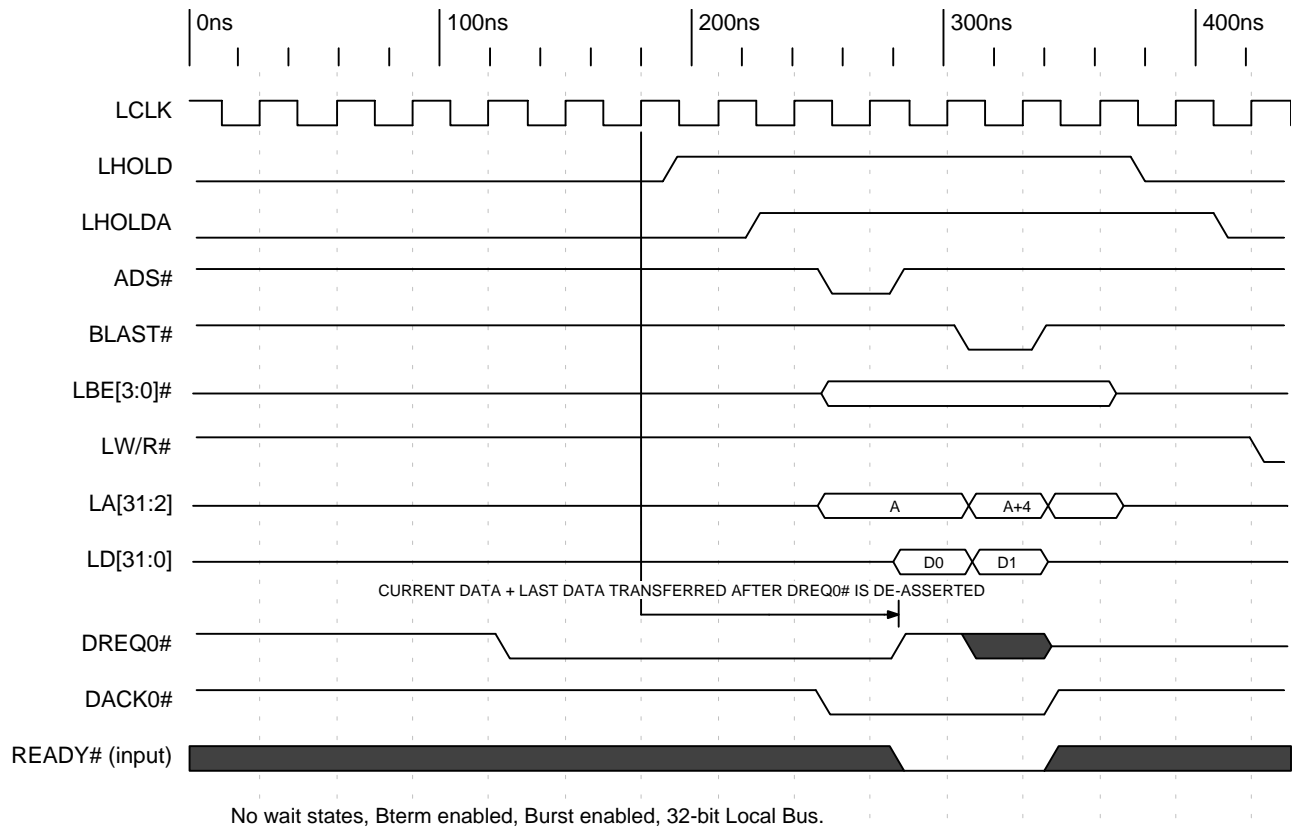 0ns 100ns 200ns 300ns 400ns
LCLK
LHOLD
LHOLDA
ADS#
BLAST#
LBE[3:0]#
LW/R#
LA[31:2] A A+4
LD[31:0] D0 D1
CURRENT DATA + LAST DATA TRANSFERRED AFTER DREQ0# IS DE-ASSERTED
DREQ0#
DACK0#
READY# (input)
No wait states, Bterm enabled, Burst enabled, 32-bit Local Bus.